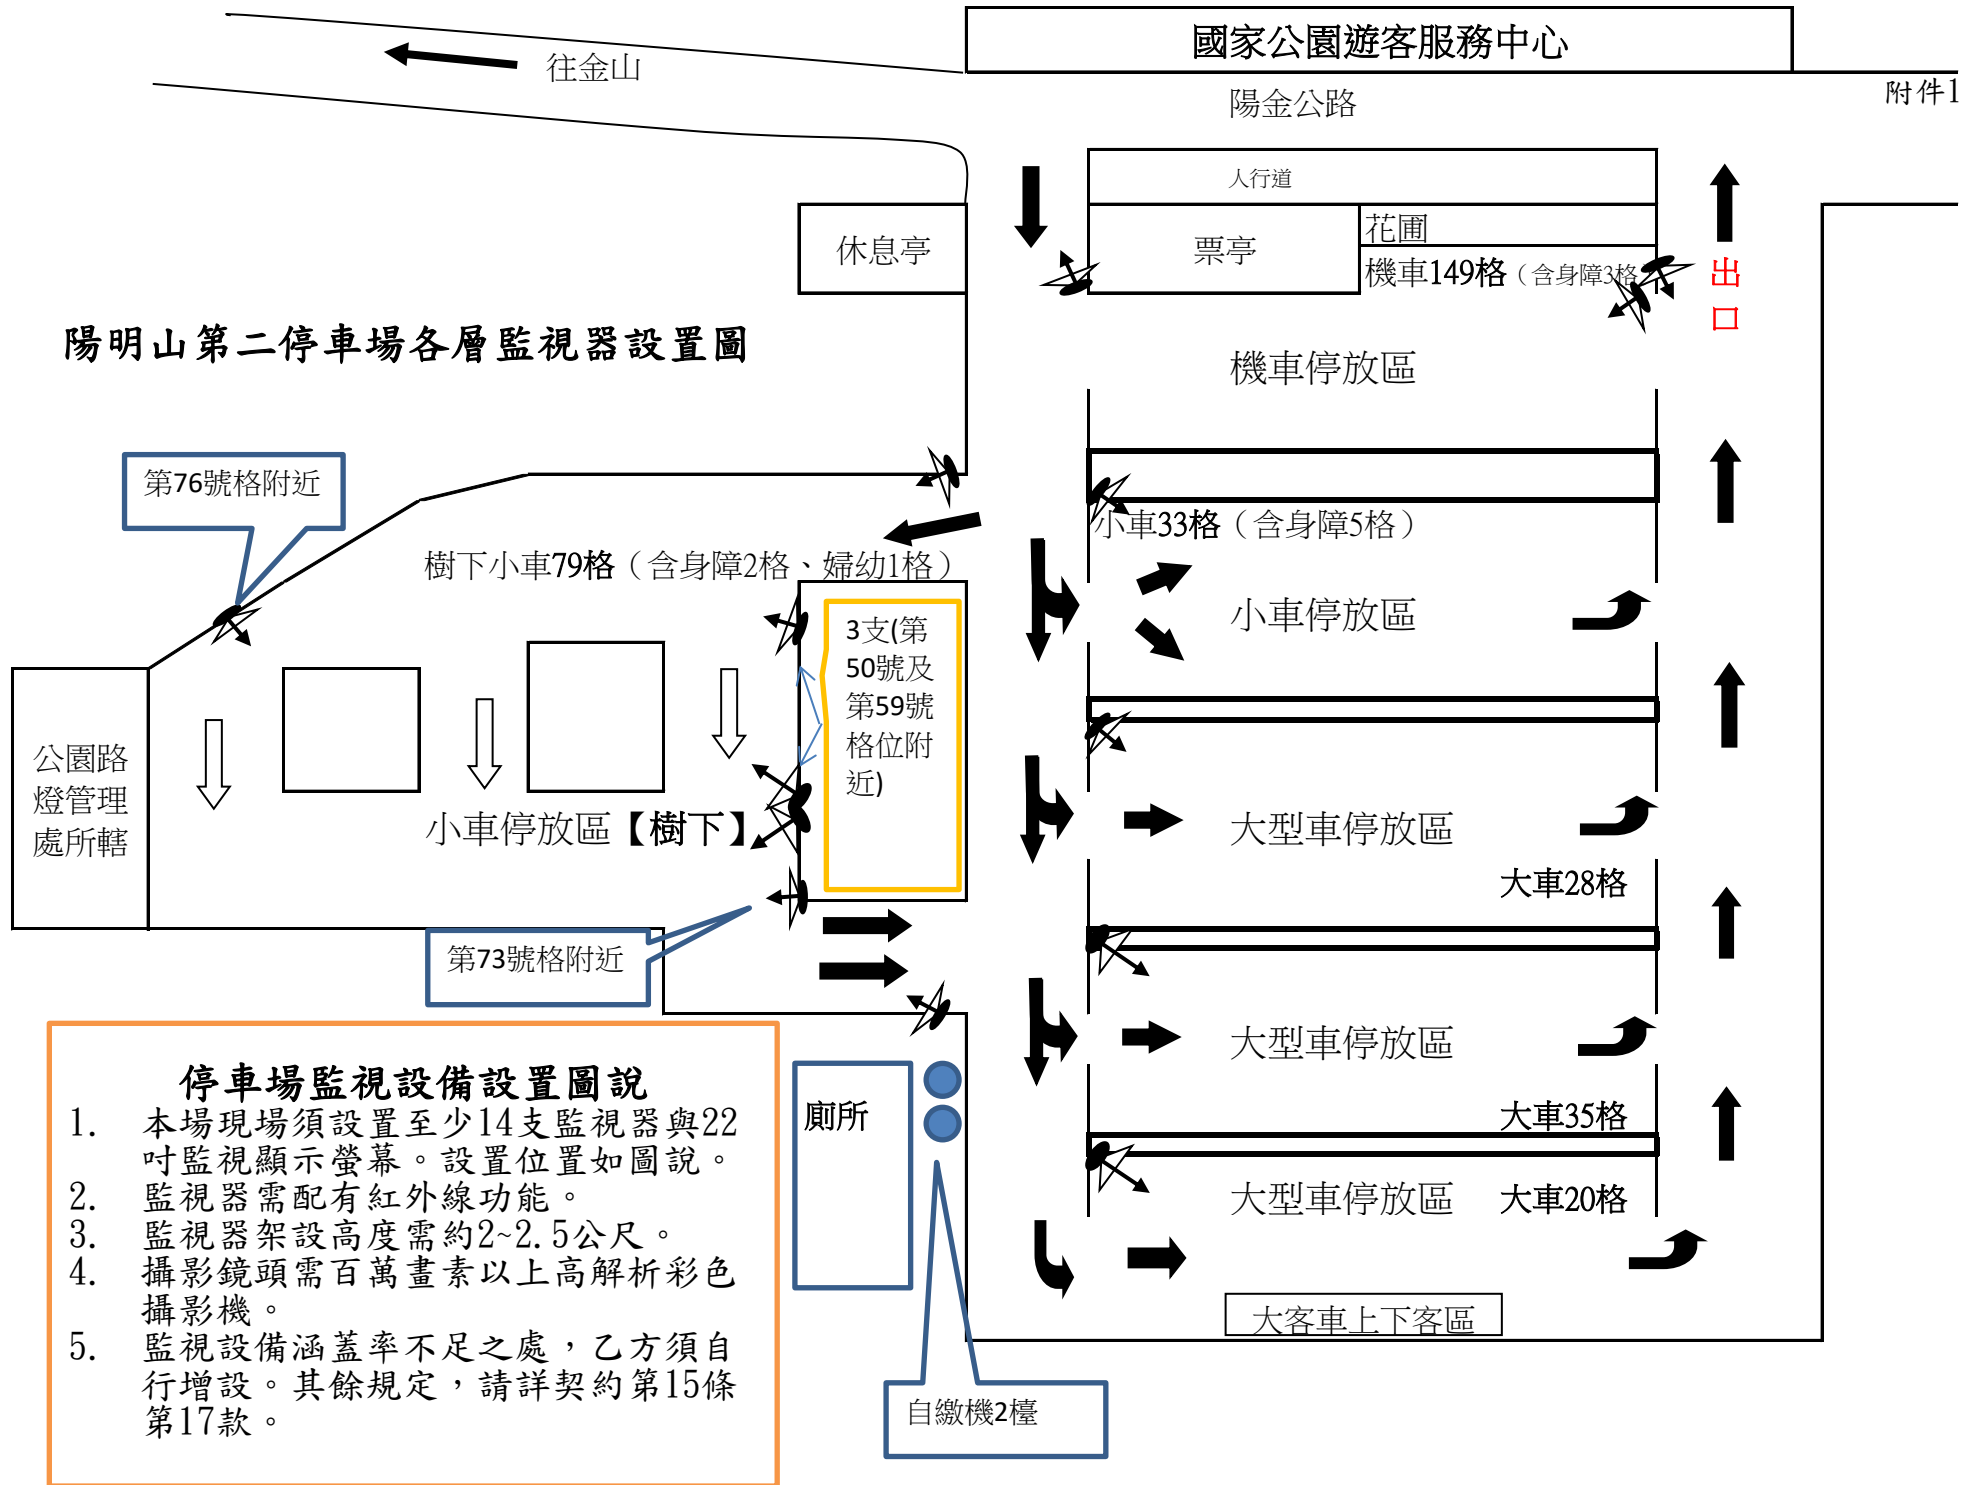 國家公園遊客服務中心
往金山
附件1
陽金公路
人行道
休息亭
票亭
花圃
機車149格（含身障3格
出
口
陽明山第二停車場各層監視器設置圖
機車停放區
第76號格附近
小車33格（含身障5格）
樹下小車79格（含身障2格、婦幼1格）
小車停放區
3支(第
50號及
第59號
格位附
近)
公園路
燈管理
處所轄
小車停放區【樹下】
大型車停放區
大車28格
第73號格附近
大型車停放區
大車35格
廁所
大型車停放區
大車20格
大客車上下客區
自繳機2檯
停車場監視設備設置圖說
1. 本場現場須設置至少14支監視器與22
吋監視顯示螢幕。設置位置如圖說。
2. 監視器需配有紅外線功能。
3. 監視器架設高度需約2~2.5公尺。
4. 攝影鏡頭需百萬畫素以上高解析彩色
攝影機。
5. 監視設備涵蓋率不足之處，乙方須自
行增設。其餘規定，請詳契約第15條
第17款。